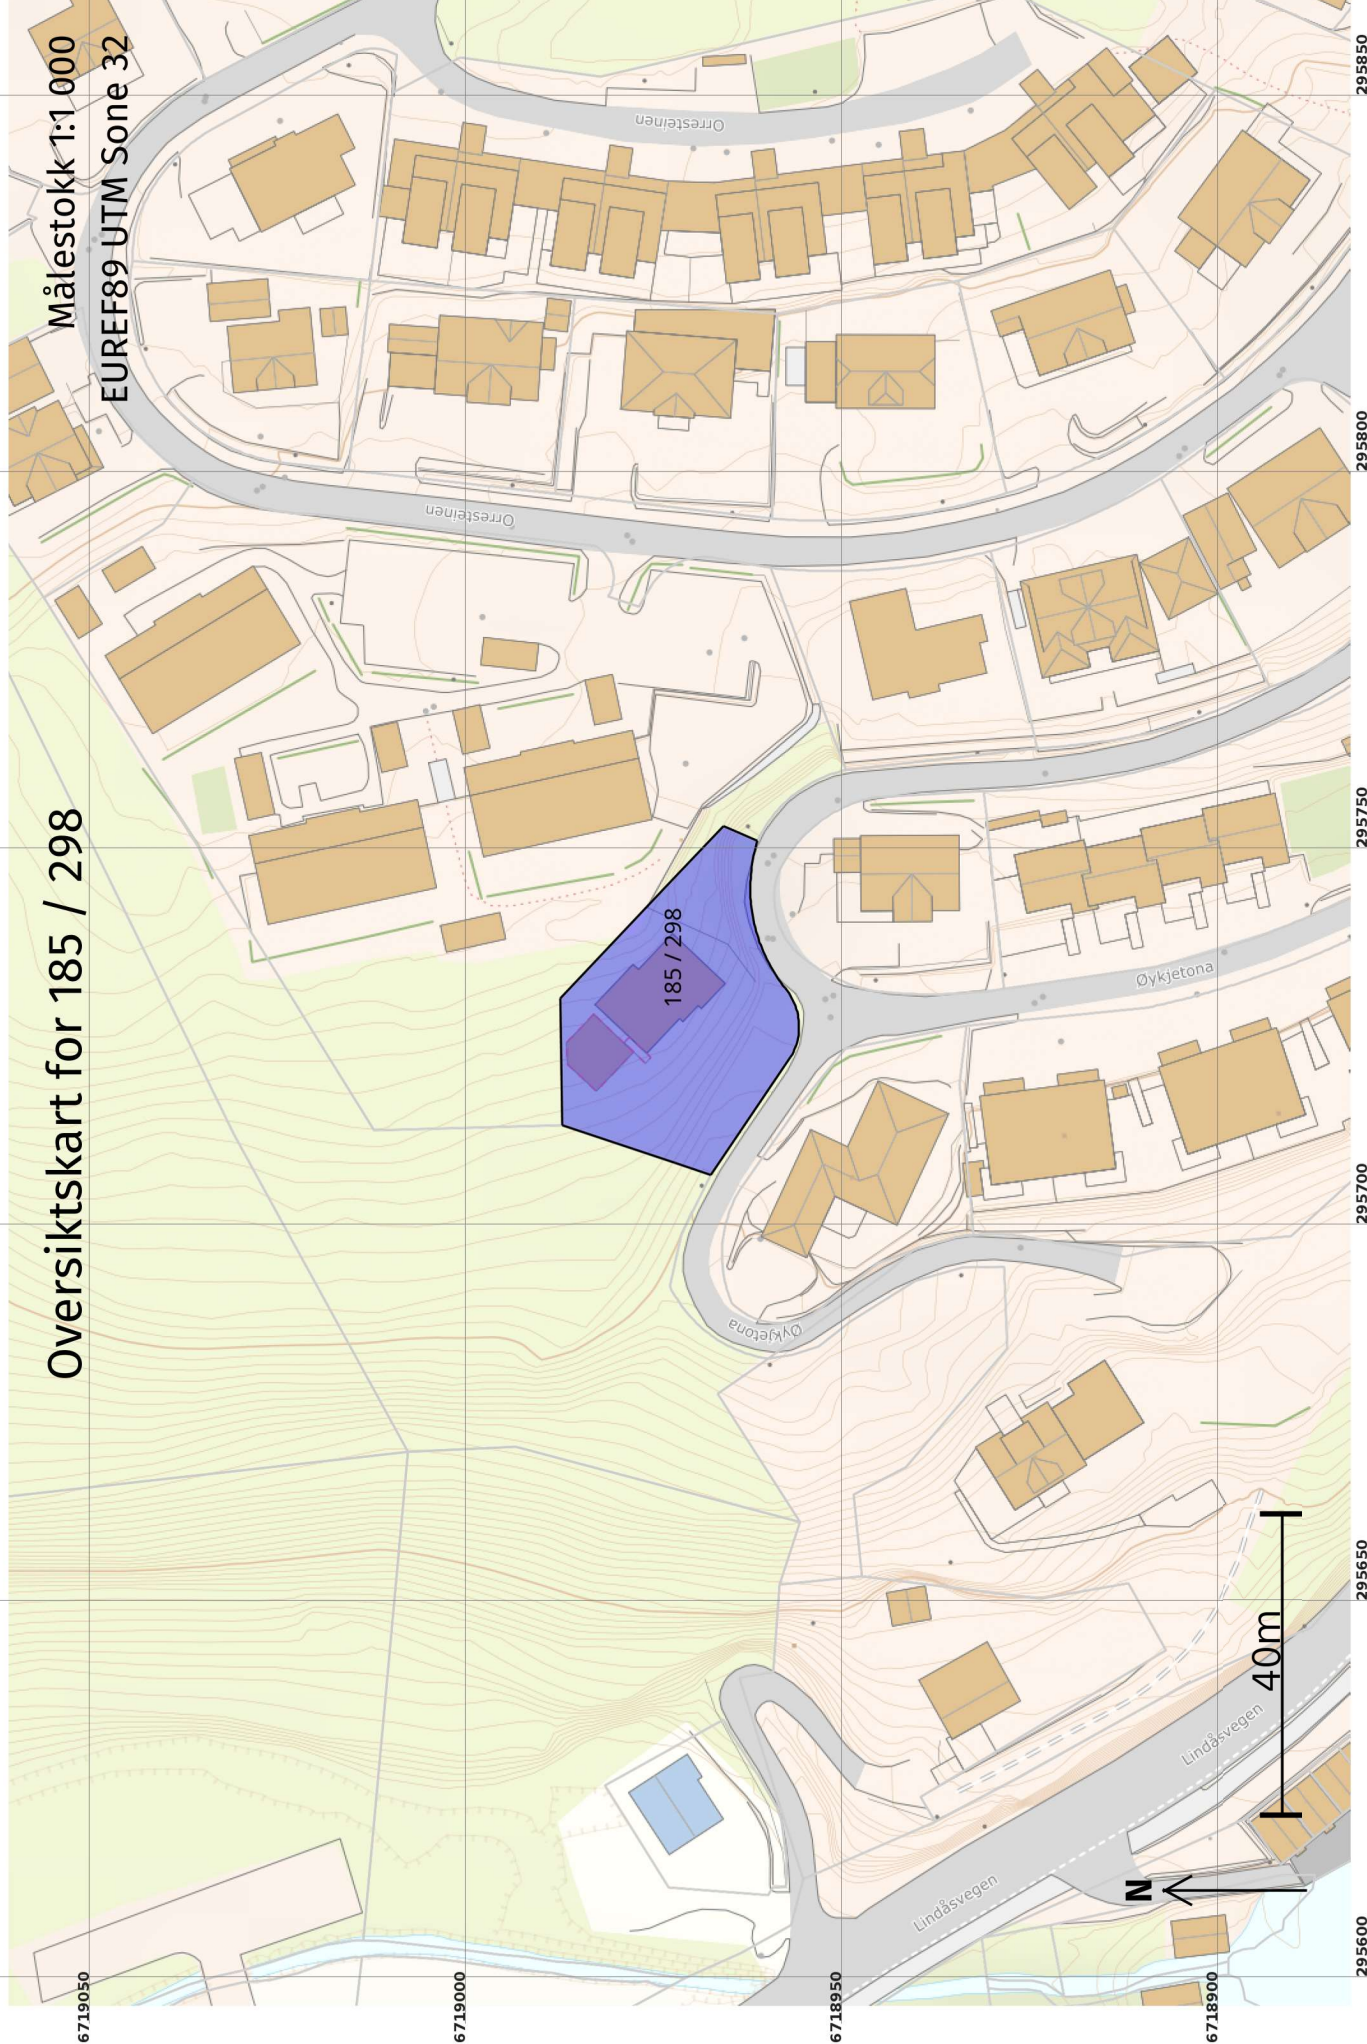 Oversiktskart for 185 / 298
Målestokk 1:1 000
EUREF89 UTM Sone 32
Orresteinen
Orresteinen
185 / 298
Øykjetona
Øykjetona
Lindåsvegen
Lindåsvegen
N
40m
6719050
6719000
6718950
6718900
295600
295650
295700
295750
295800
295850